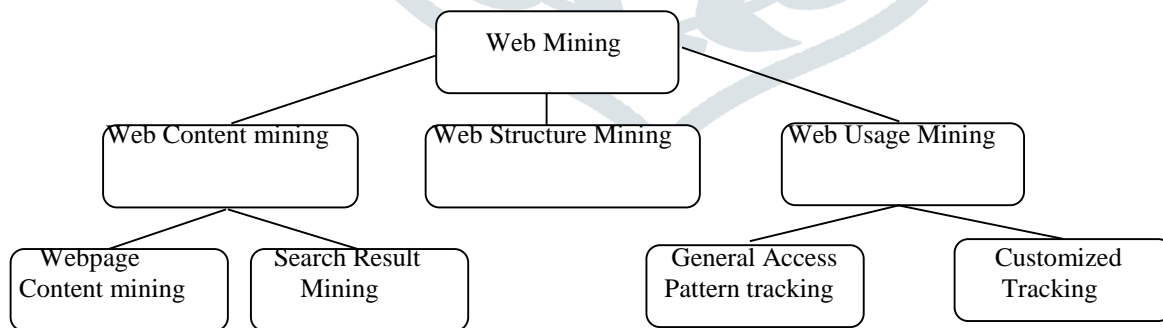 Web Mining
Web Content mining
Web Structure Mining
Web Usage Mining
Webpage
Content mining
Search Result
Mining
General Access
Pattern tracking
Customized
Tracking